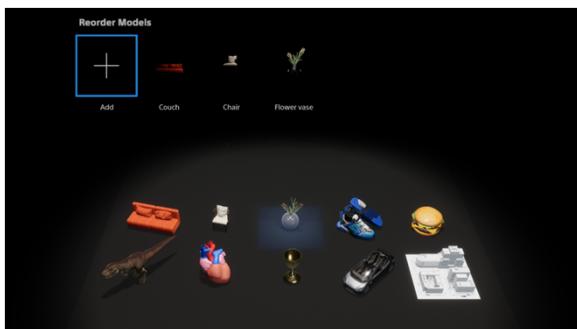 Reorder Models
Add
Couch
Chair
Flower vase